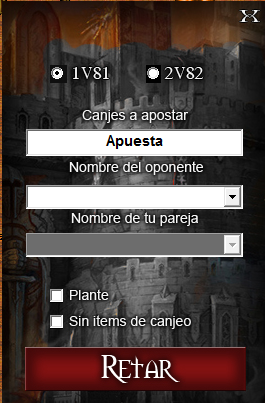 1V81 2V82
Canjes a apostar
Apuesta
Nombre del oponente
Nombre de tu pareja
Plante
Sin items de canjeo
Retar